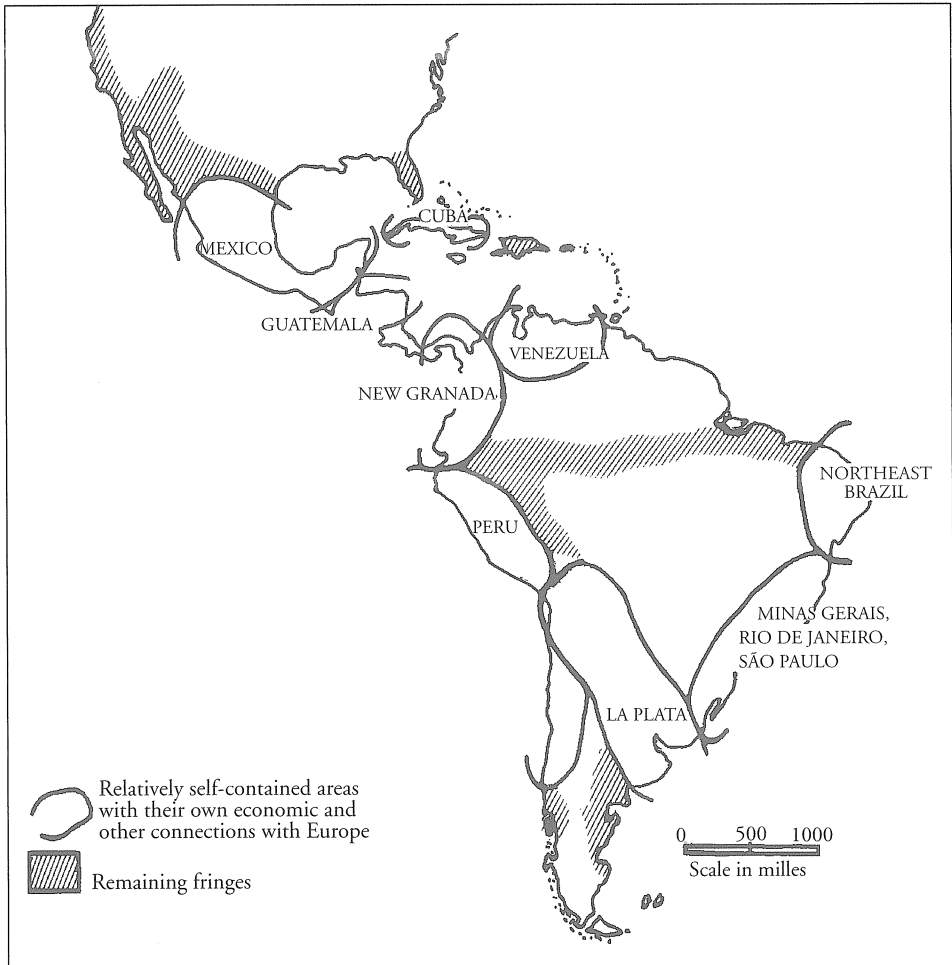 CUBA
MEXICO
GUATEMALA
VENEZUELA
NEW GRANADA
NORTHEAST
BRAZIL
PERU
MINAS GERAIS,
RIO DE JANEIRO,
SÃO PAULO
LA PLATA
Relatively self-contained areas
with their own economic and
other connections with Europe
Remaining fringes
0 500 1000
Scale in milles